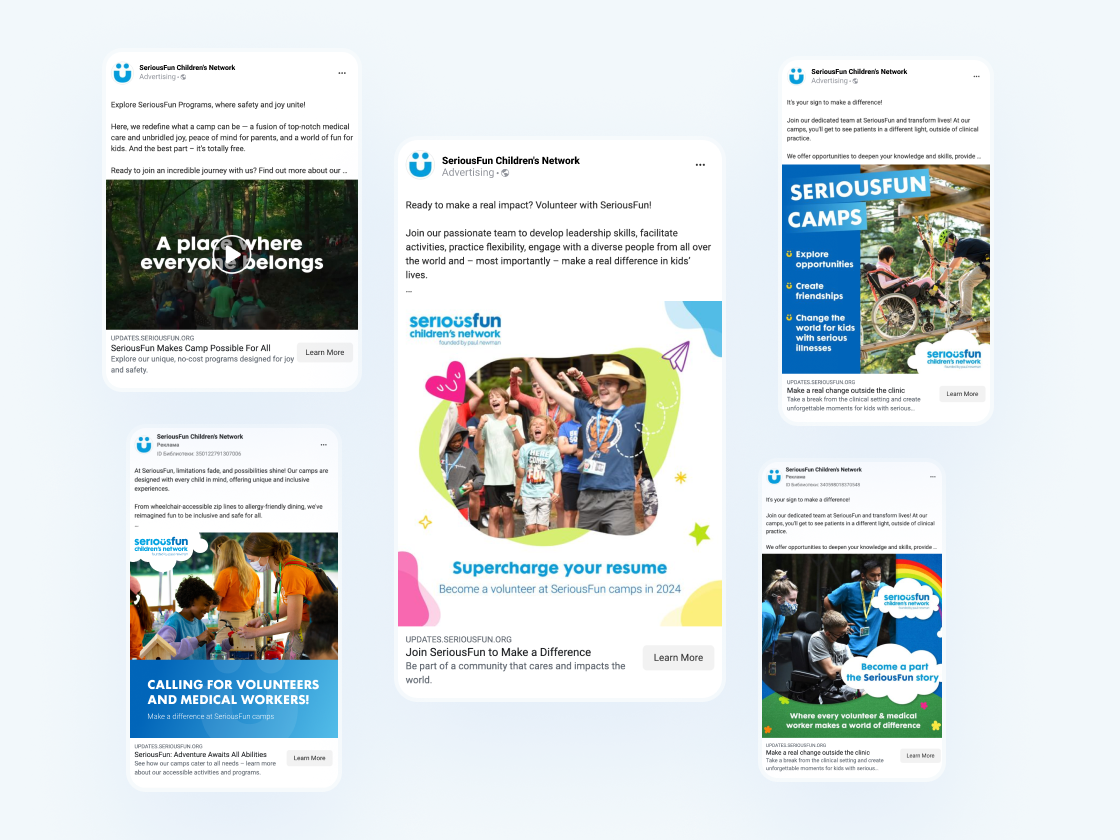 SeriousFun Children's Network
Advertising •
Explore SeriousFun Programs, where safety and joy unite!
Here, we redefine what a camp can be — a fusion of top-notch medical
care and unbridled joy, peace of mind for parents, and a world of fun for
kids. And the best part – it's totally free.
Ready to join an incredible journey with us? Find out more about our ...
A place where
everyone belongs
UPDATES.SERIOUSFUN.ORG
SeriousFun Makes Camp Possible For All
Explore our unique, no-cost programs designed for joy
and safety.
Learn More
SeriousFun Children's Network
Реклама
ID Библиотеки: 350122791307006
At SeriousFun, limitations fade, and possibilities shine! Our camps are
designed with every child in mind, offering unique and inclusive
experiences.
From wheelchair-accessible zip lines to allergy-friendly dining, we've
reimagined fun to be inclusive and safe for all.
...
seriousfun
children's network
CALLING FOR VOLUNTEERS
AND MEDICAL WORKERS!
Make a difference at SeriousFun camps
UPDATES.SERIOUSFUN.ORG
SeriousFun: Adventure Awaits All Abilities
See how our camps cater to all needs – learn more
about our accessible activities and programs.
Learn More
SeriousFun Children's Network
Advertising •
Ready to make a real impact? Volunteer with SeriousFun!
Join our passionate team to develop leadership skills, facilitate
activities, practice flexibility, engage with a diverse people from all over
the world and – most importantly – make a real difference in kids'
lives.
...
seriousfun
children's network
founded by paul newman
Supercharge your resume
Become a volunteer at SeriousFun camps in 2024
UPDATES.SERIOUSFUN.ORG
Join SeriousFun to Make a Difference
Be part of a community that cares and impacts the
world.
Learn More
SeriousFun Children's Network
Advertising •
It's your sign to make a difference!
Join our dedicated team at SeriousFun and transform lives! At our
camps, you'll get to see patients in a different light, outside of clinical
practice.
We offer opportunities to deepen your knowledge and skills, provide ...
SERIOUSFUN
CAMPS
Explore
opportunities
Create
friendships
Change the
world for kids
with serious
illnesses
seriousfun
children's network
founded by paul newman
UPDATES.SERIOUSFUN.ORG
Make a real change outside the clinic
Take a break from the clinical setting and create
unforgettable moments for kids with serious...
Learn More
SeriousFun Children's Network
Реклама
ID Библиотеки:
It's your sign to make a difference!
Join our dedicated team at SeriousFun and transform lives! At our
camps, you'll get to see patients in a different light, outside of clinical
practice.
We offer opportunities to deepen your knowledge and skills, provide ...
seriousfun
children's network
Become a part
the SeriousFun story
Where every volunteer & medical
worker makes a world of difference
UPDATES.SERIOUSFUN.ORG
Make a real change outside the clinic
Take a break from the clinical setting and create
unforgettable moments for kids with serious...
Learn More